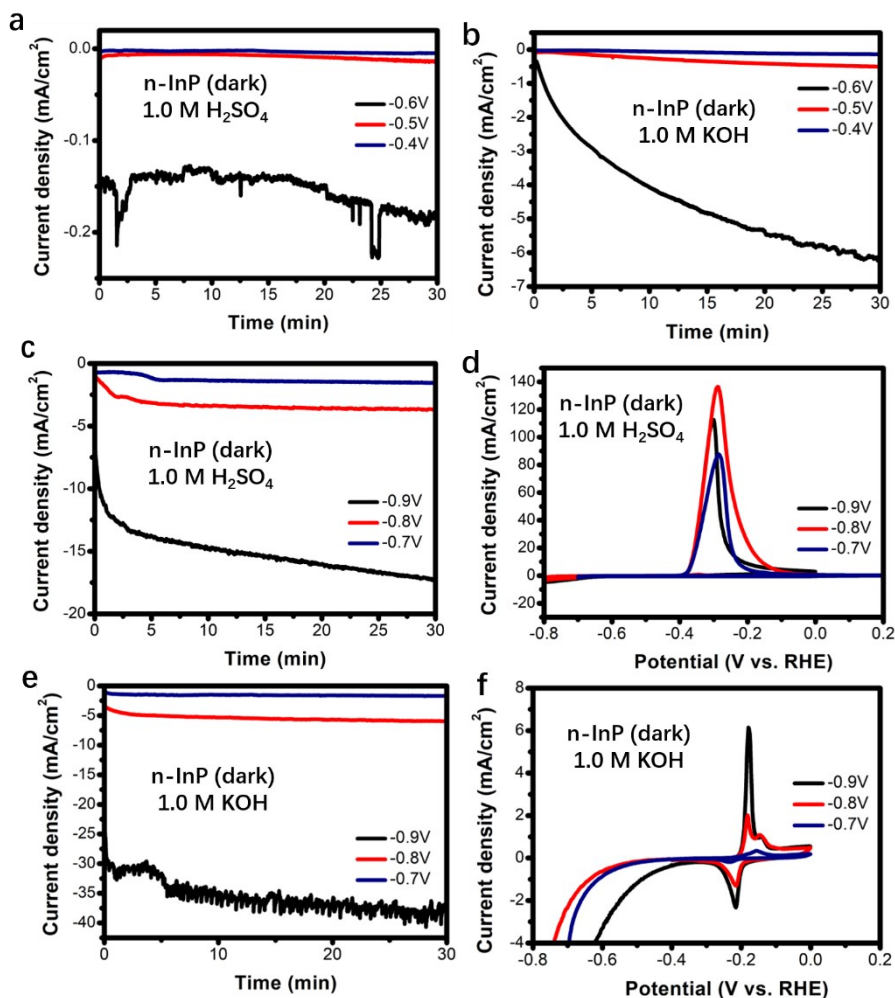 a
0.0
-0.1
-0.2
Current density (mA/cm²)
n-InP (dark)
1.0 M H₂SO₄
-0.6V
-0.5V
-0.4V
0 5 10 15 20 25 30
Time (min)
b
0
-1
-2
-3
-4
-5
-6
-7
Current density (mA/cm²)
n-InP (dark)
1.0 M KOH
-0.6V
-0.5V
-0.4V
0 5 10 15 20 25 30
Time (min)
c
0
-5
-10
-15
-20
Current density (mA/cm²)
n-InP (dark)
1.0 M H₂SO₄
-0.9V
-0.8V
-0.7V
0 5 10 15 20 25 30
Time (min)
d
140
120
100
80
60
40
20
0
-20
Current density (mA/cm²)
n-InP (dark)
1.0 M H₂SO₄
-0.9V
-0.8V
-0.7V
-0.8 -0.6 -0.4 -0.2 0.0 0.2
Potential (V vs. RHE)
e
0
-5
-10
-15
-20
-25
-30
-35
-40
Current density (mA/cm²)
n-InP (dark)
1.0 M KOH
-0.9V
-0.8V
-0.7V
0 5 10 15 20 25 30
Time (min)
f
8
6
4
2
0
-2
-4
Current density (mA/cm²)
n-InP (dark)
1.0 M KOH
-0.9V
-0.8V
-0.7V
-0.8 -0.6 -0.4 -0.2 0.0 0.2
Potential (V vs. RHE)